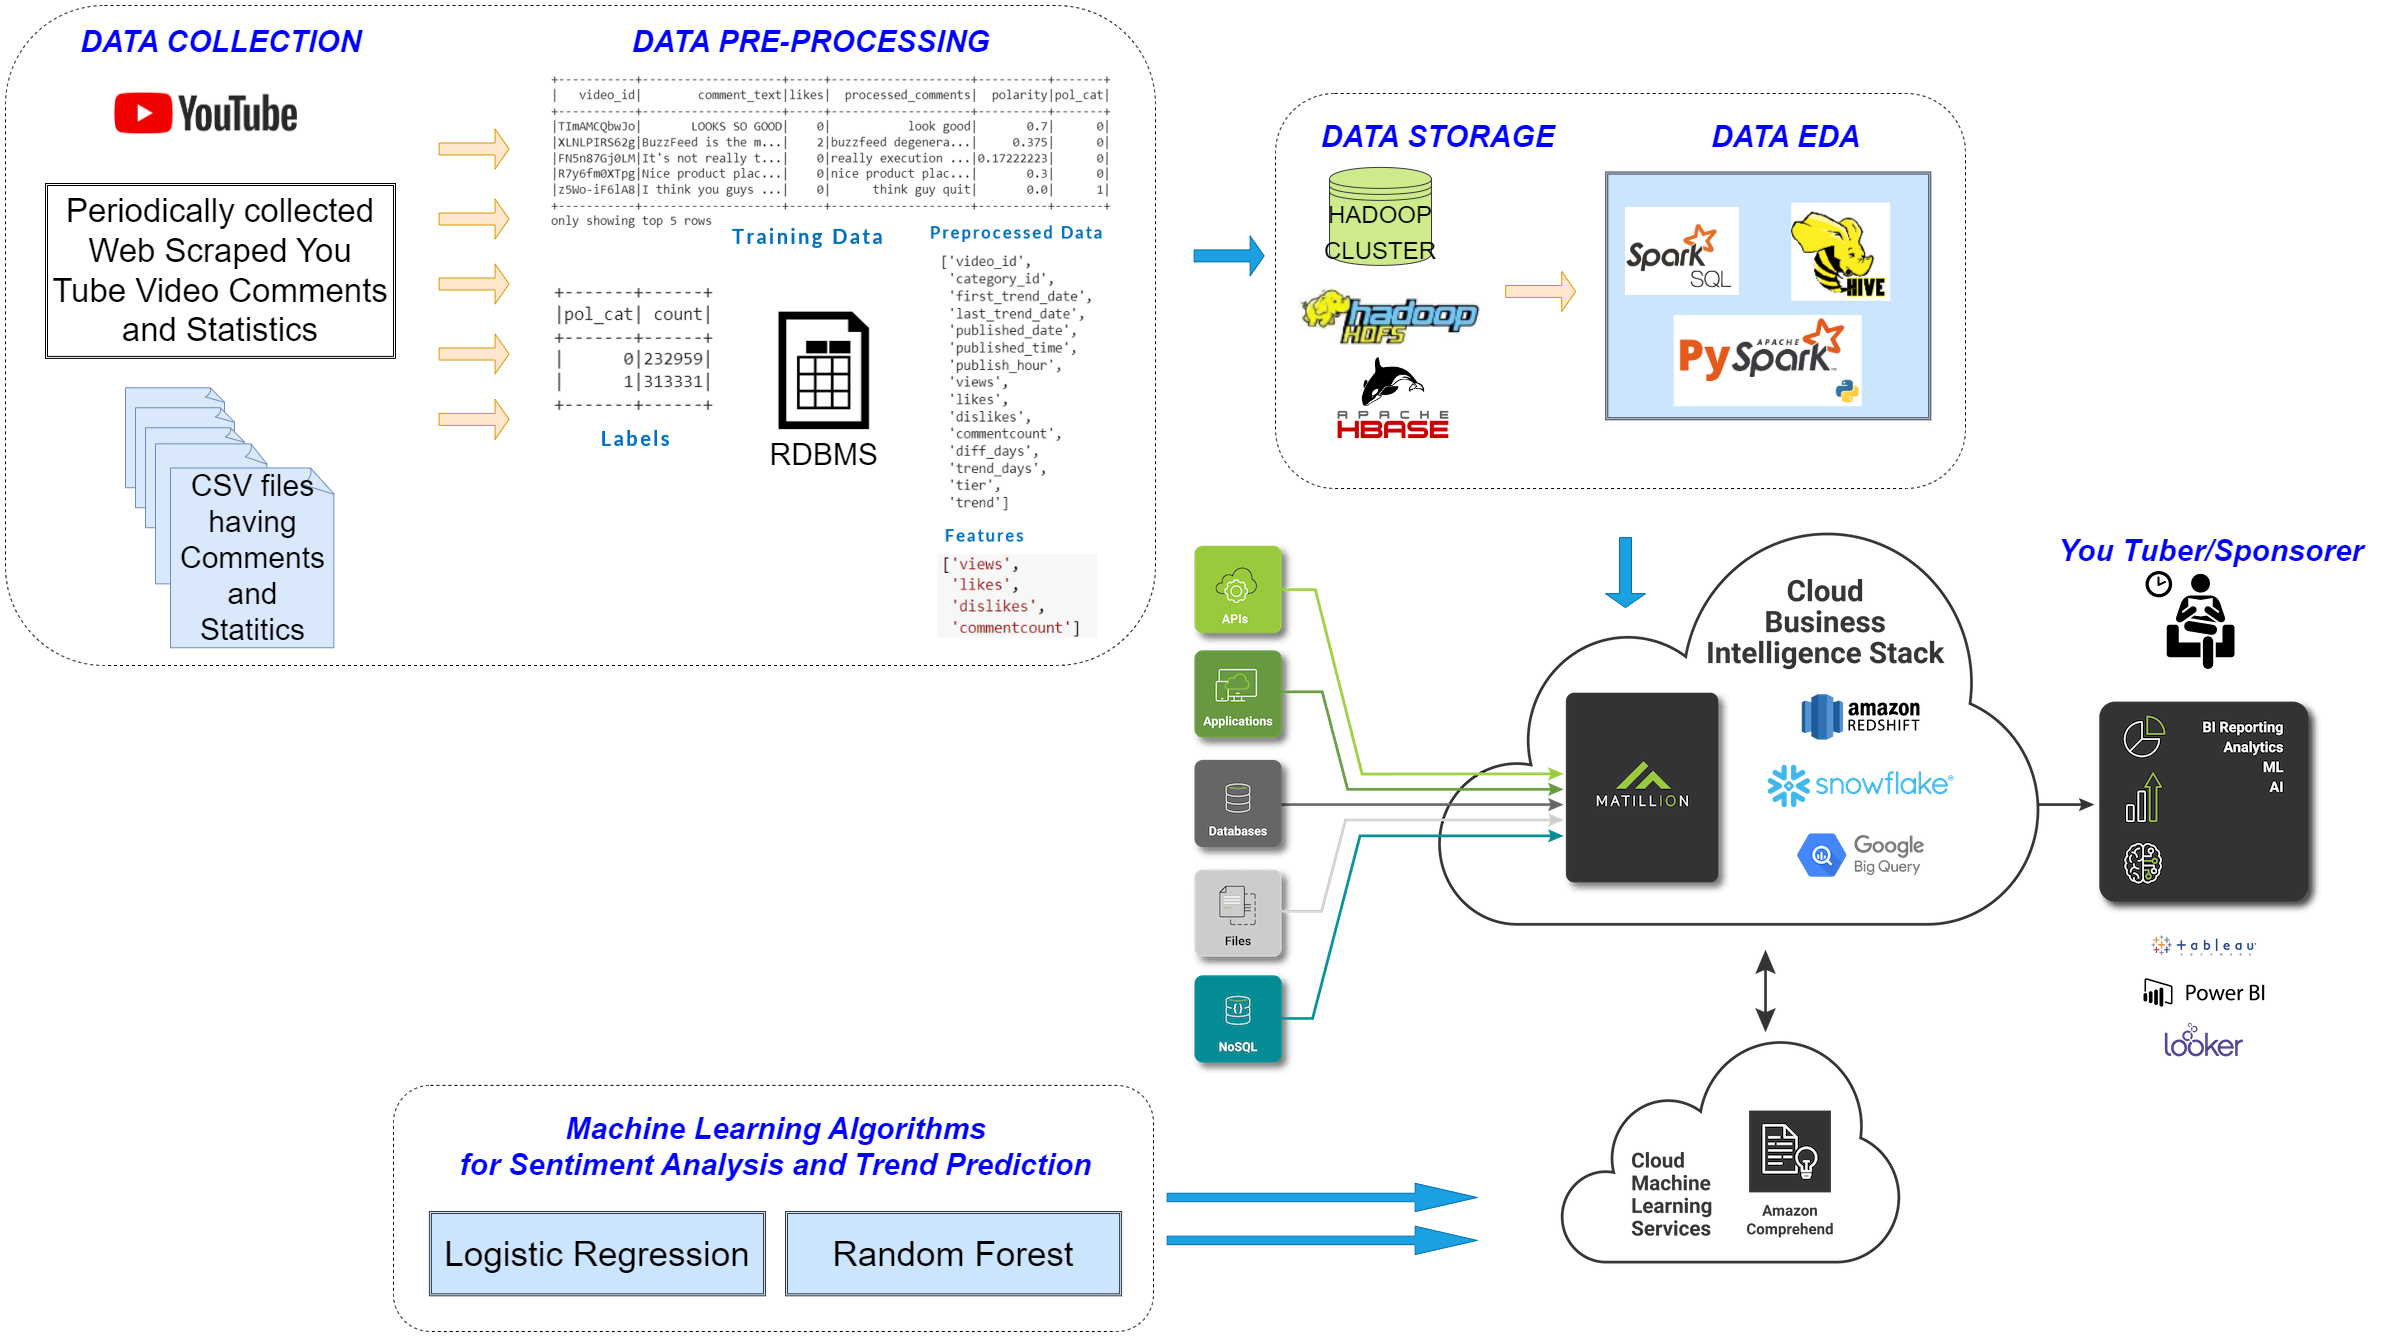 DATA COLLECTION
YouTube
Periodically collected
Web Scraped You
Tube Video Comments
and Statistics
CSV files
having
Comments
and
Statitics
DATA PRE-PROCESSING
+----------+------------------+-----+------------------+----------+-------+
|   video_id|       comment_text|likes|  processed_comments|  polarity|pol_cat|
+----------+------------------+-----+------------------+----------+-------+
|TImAMCQbwJo|      LOOKS SO GOOD|    0|           look good|       0.7|      0|
|XLNLPIRS62g|BuzzFeed is the m...|    2|buzzfeed degenera...|     0.375|      0|
|FN5n87Gj0LM|It's not really t...|    0|really execution ...|0.17222223|      0|
|R7y6fm0XTpg|Nice product plac...|    0|nice product plac...|       0.3|      0|
|z5Wo-iF6lA8|I think you guys ...|    0|      think guy quit|       0.0|      1|
+----------+------------------+-----+------------------+----------+-------+
only showing top 5 rows
Training Data
+-------+------+
|pol_cat| count|
+-------+------+
|      0|232959|
|      1|313331|
+-------+------+
Labels
RDBMS
Preprocessed Data
['video_id',
'category_id',
'first_trend_date',
'last_trend_date',
'published_date',
'published_time',
'publish_hour',
'views',
'likes',
'dislikes',
'commentcount',
'diff_days',
'trend_days',
'tier',
'trend']
Features
['views',
'likes',
'dislikes',
'commentcount']
DATA STORAGE
HADOOP
CLUSTER
hadoop
HDFS
APACHE
HBASE
DATA EDA
Spark
SQL
HIVE
APACHE
PySpark
APIs
Applications
Databases
Files
NoSQL
Cloud
Business
Intelligence Stack
MATILLION
amazon
REDSHIFT
snowflake®
Google
Big Query
You Tuber/Sponsorer
BI Reporting
Analytics
ML
AI
+ableau
SOFTWARE
Power BI
looker
Cloud
Machine
Learning
Services
Amazon
Comprehend
Machine Learning Algorithms
for Sentiment Analysis and Trend Prediction
Logistic Regression
Random Forest